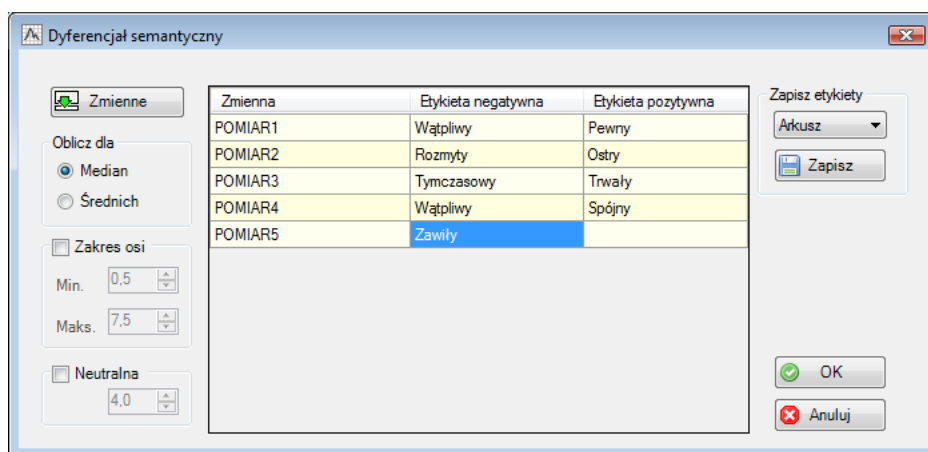 Dyferencjał semantyczny
Zmienne
Oblicz dla
Median
Średnich
Zakres osi
Min. 0,5
Maks. 7,5
Neutralna
4,0
Zmienna Etykieta negatywna Etykieta pozytywna
POMIAR1 Wątpliwy Pewny
POMIAR2 Rozmyty Ostry
POMIAR3 Tymczasowy Trwały
POMIAR4 Wątpliwy Spójny
POMIAR5 Zawiły
Zapisz etykiety
Arkusz
Zapisz
OK
Anuluj